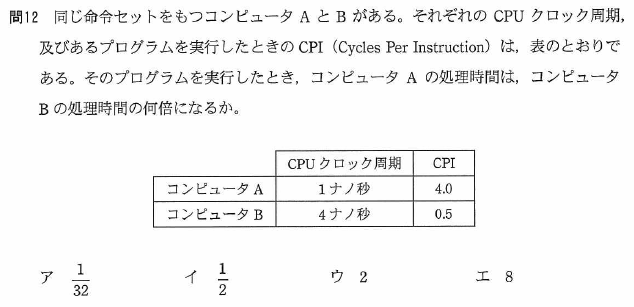 問12 同じ命令セットをもつコンピュータ A と B がある。それぞれの CPU クロック周期,
及びあるプログラムを実行したときの CPI（Cycles Per Instruction）は，表のとおりで
ある。そのプログラムを実行したとき，コンピュータ A の処理時間は，コンピュータ
B の処理時間の何倍になるか。
CPU クロック周期 CPI
コンピュータ A 1 ナノ秒 4.0
コンピュータ B 4 ナノ秒 0.5
ア 1/32 イ 1/2 ウ 2 エ 8